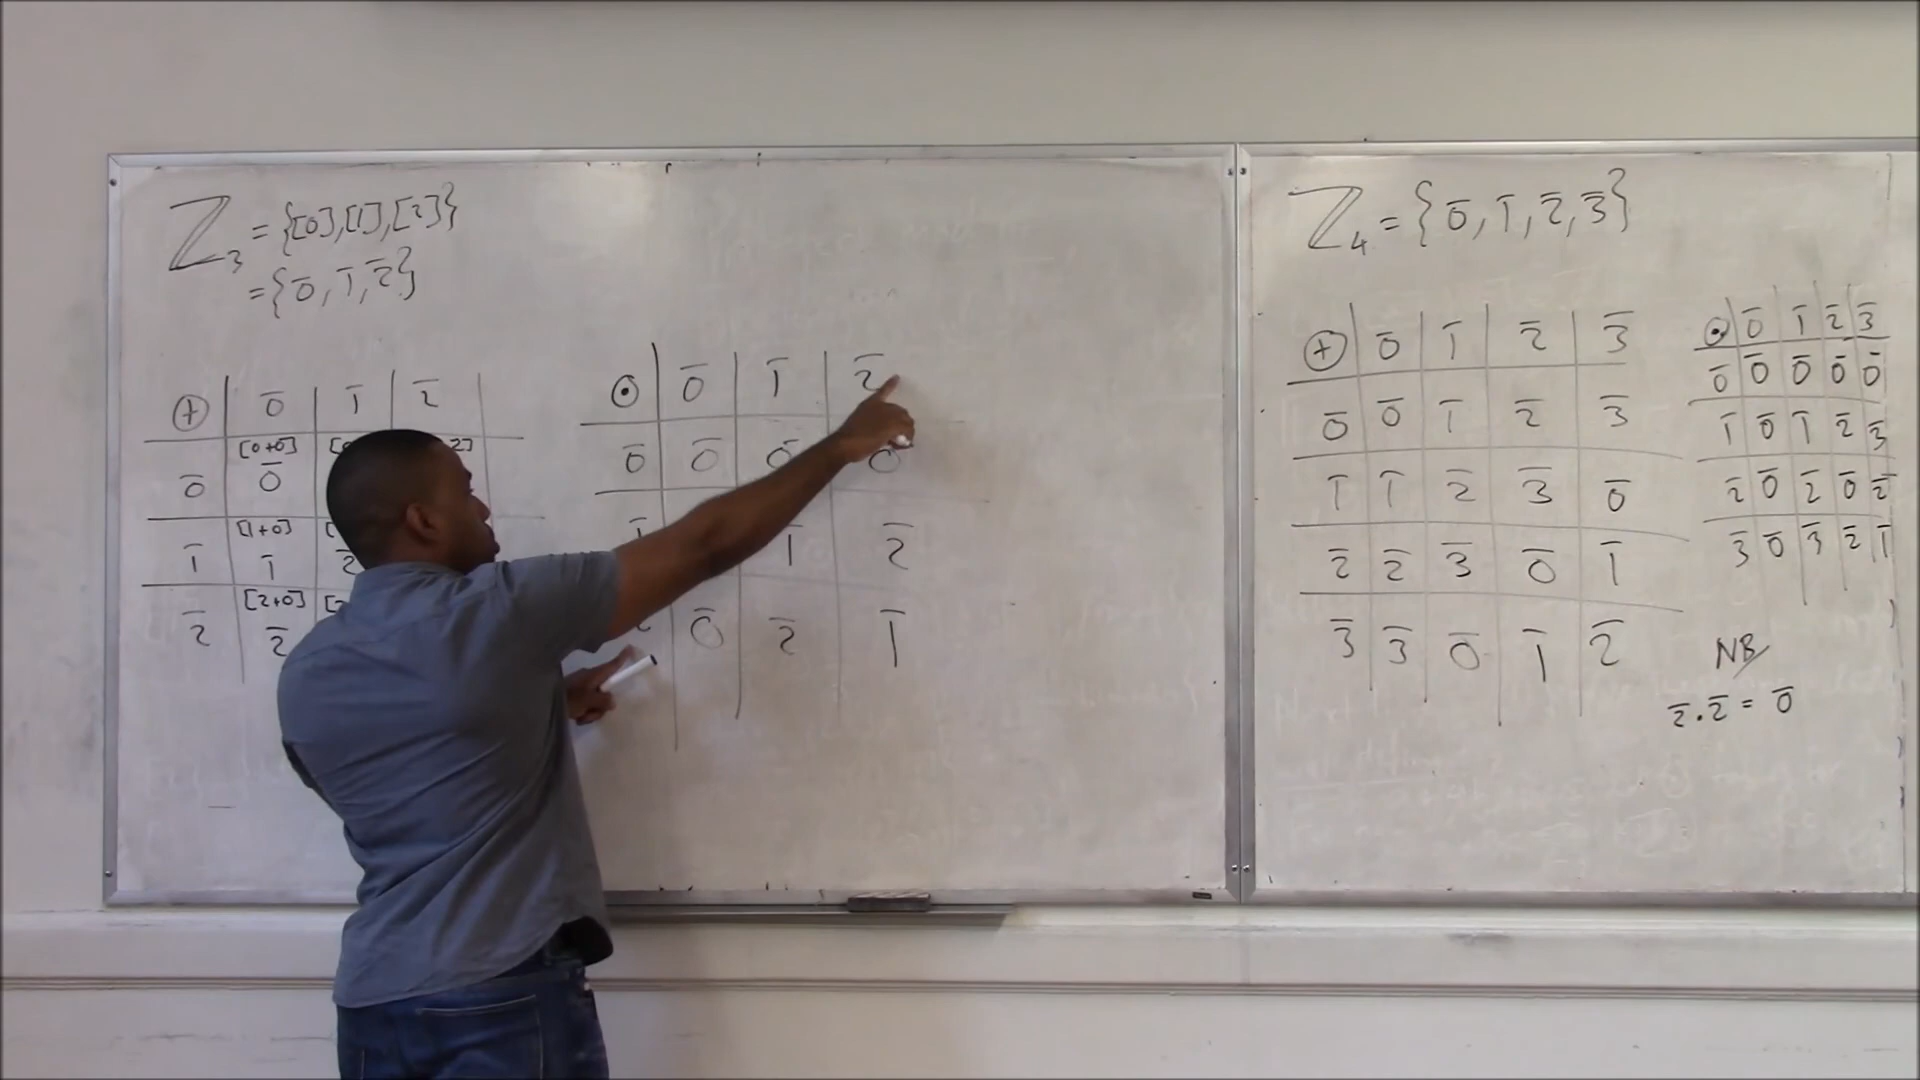 ℤ₃ = {[0],[1],[2]}
= {0̄, 1̄, 2̄}
⊕ 0̄ 1̄ 2̄
[0+0]
0̄ 0̄
[1+0]
1̄ 1̄ 2̄
[2+0]
2̄ 2̄
⊙ 0̄ 1̄ 2̄
0̄ 0̄ 0̄ 0̄
1̄ 1̄ 2̄
2̄ 0̄ 2̄ 1̄
ℤ₄ = {0̄, 1̄, 2̄, 3̄}
⊕ 0̄ 1̄ 2̄ 3̄
0̄ 0̄ 1̄ 2̄ 3̄
1̄ 1̄ 2̄ 3̄ 0̄
2̄ 2̄ 3̄ 0̄ 1̄
3̄ 3̄ 0̄ 1̄ 2̄
⊙ 0̄ 1̄ 2̄ 3̄
0̄ 0̄ 0̄ 0̄ 0̄
1̄ 0̄ 1̄ 2̄ 3̄
2̄ 0̄ 2̄ 0̄ 2̄
3̄ 0̄ 3̄ 2̄ 1̄
NB
2̄ . 2̄ = 0̄